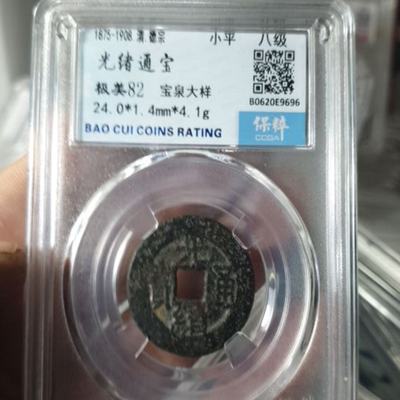 1875-1908 清 德宗 小平 八级
光绪通宝
极美82 宝泉大样
24.0*1.4mm*4.1g
B0620E9696
BAO CUI COINS RATING
保粹
CCGA